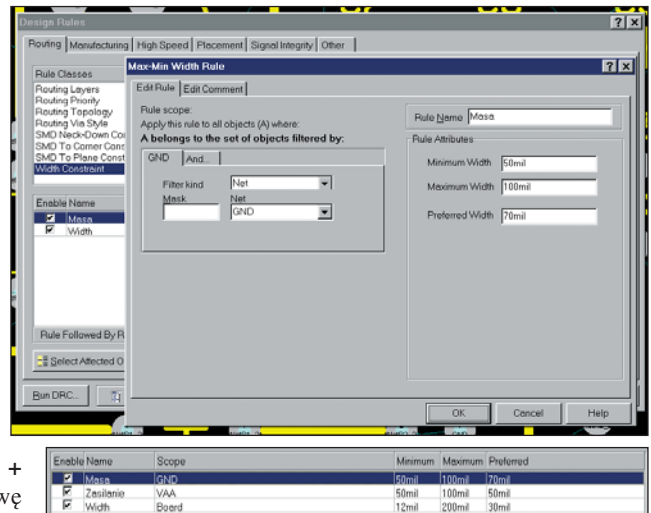 Design Rules
Routing Manufacturing High Speed Placement Signal Integrity Other
Rule Classes
Routing Layers
Routing Priority
Routing Topology
Routing Via Style
SMD Neck-Down Co
SMD To Corner Cons
SMD To Plane Const
Width Constraint
Enable Name
Masa
Width
Rule Followed By R
Select Affected O
Run DRC...
Max-Min Width Rule
Edit Rule Edit Comment
Rule scope:
Apply this rule to all objects (A) where:
A belongs to the set of objects filtered by:
GND And...
Filter kind Net
Mask Net
GND
Rule Name Masa
Rule Attributes
Minimum Width 50mil
Maximum Width 100mil
Preferred Width 70mil
OK Cancel Help
+
wę
Enable Name Scope Minimum Maximum Preferred
Masa GND 50mil 100mil 70mil
Zasilanie VAA 50mil 100mil 50mil
Width Board 12mil 200mil 30mil